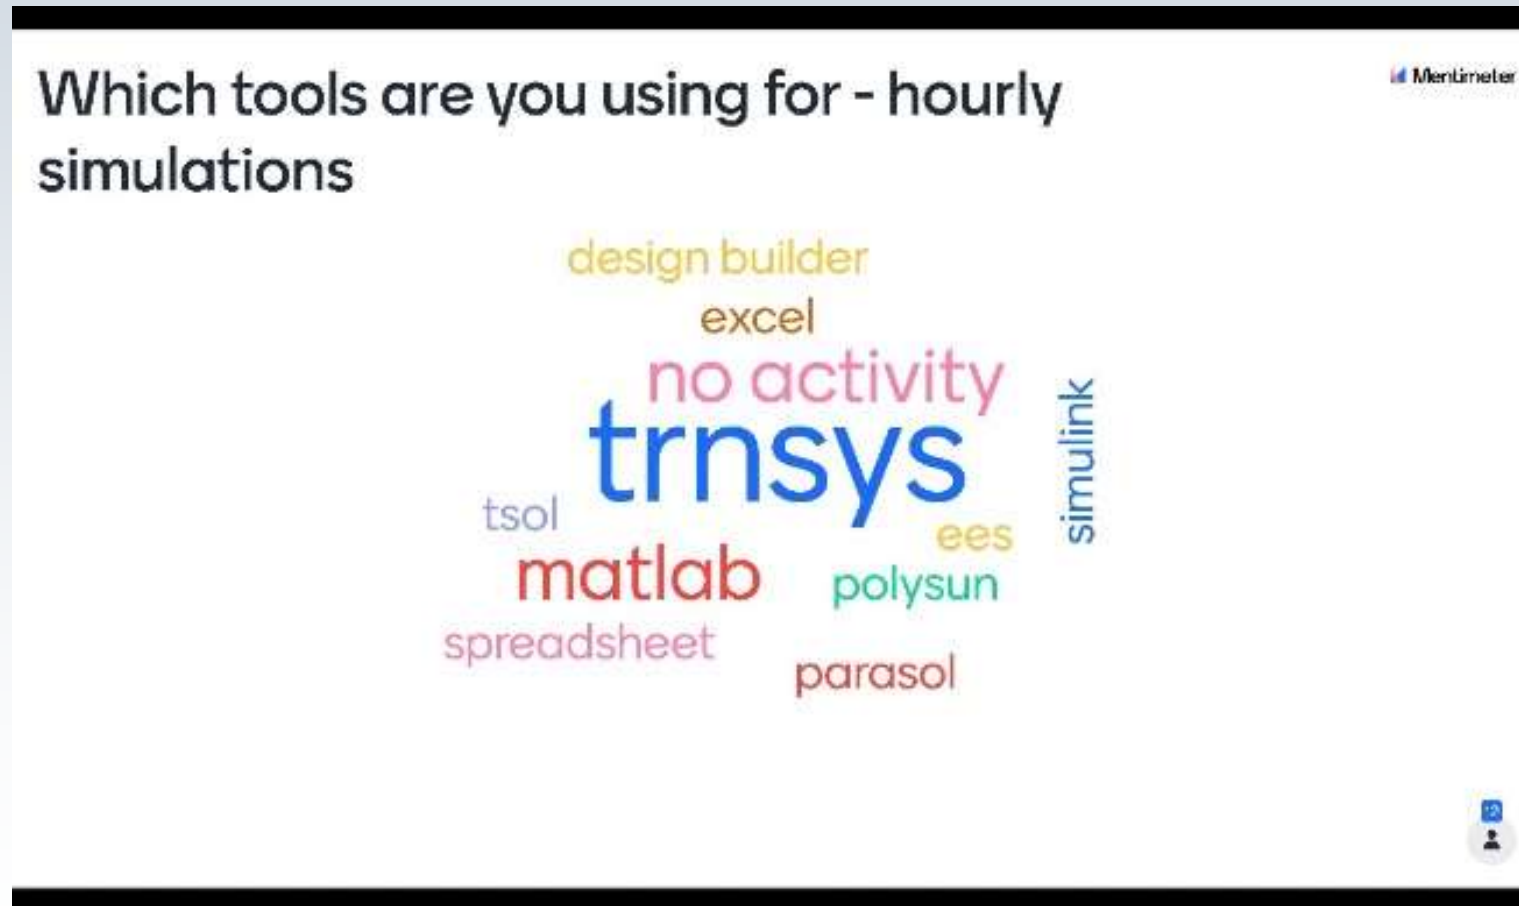 Which tools are you using for - hourly
simulations
Mentimeter
design builder
excel
no activity
trnsys
simulink
tsol
ees
matlab
polysun
spreadsheet
parasol